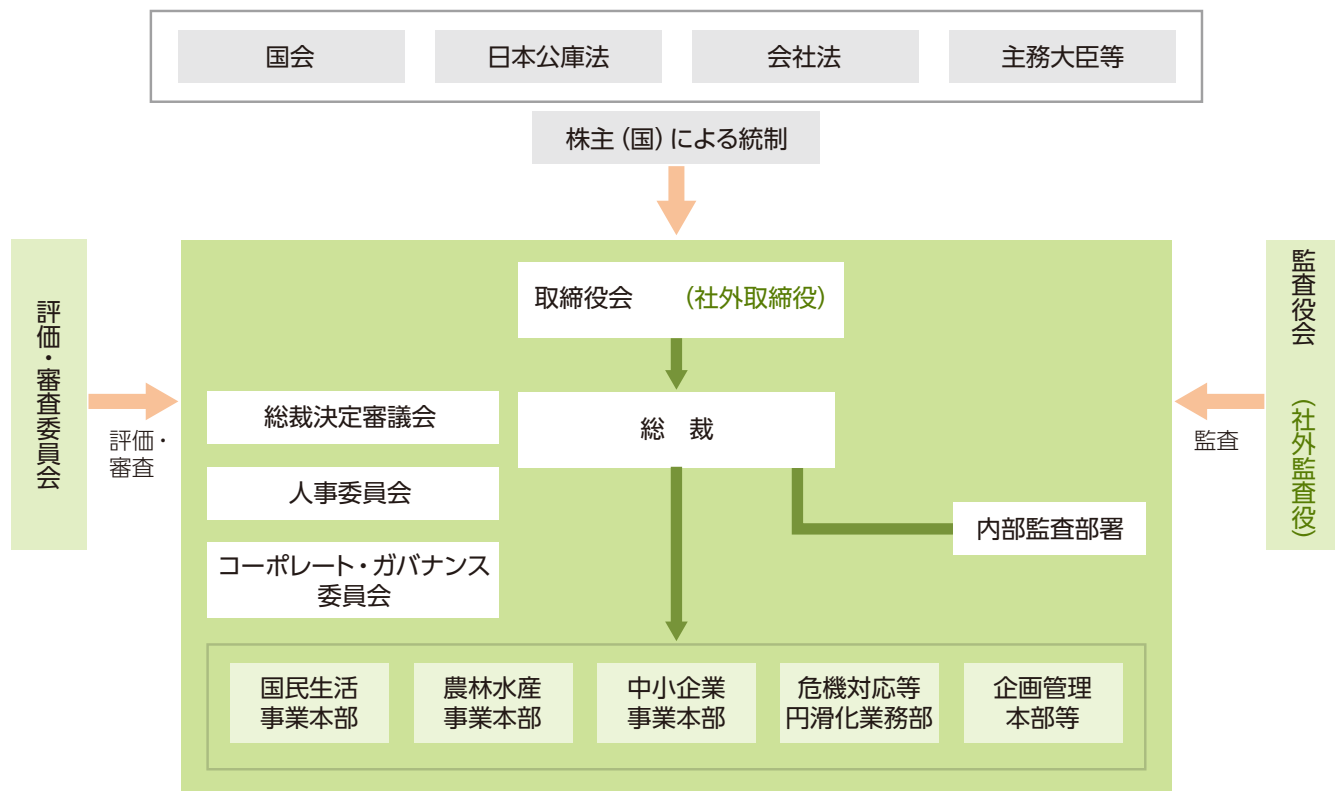 国会
日本公庫法
会社法
主務大臣等
株主（国）による統制
評価・審査委員会
評価・
審査
取締役会　（社外取締役）
総裁決定審議会
総　裁
人事委員会
内部監査部署
コーポレート・ガバナンス
委員会
国民生活
事業本部
農林水産
事業本部
中小企業
事業本部
危機対応等
円滑化業務部
企画管理
本部等
監査
監査役会　（社外監査役）